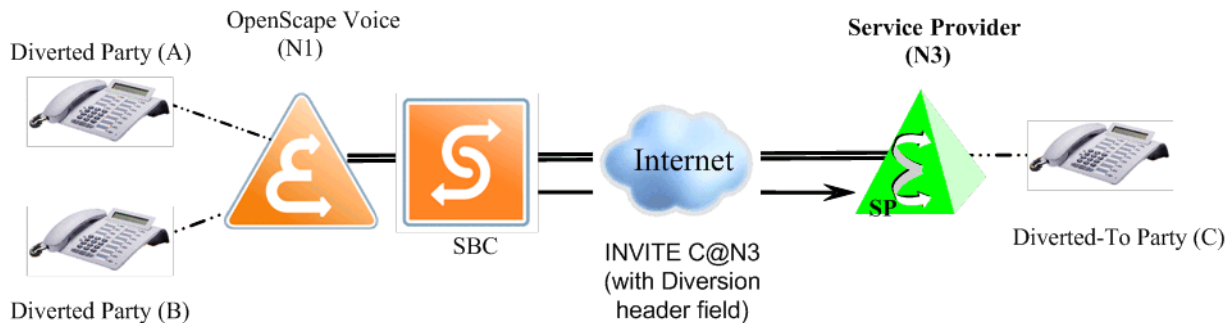 OpenScape Voice
(N1)
Service Provider
(N3)
Diverted Party (A)
Internet
SP
SBC
INVITE C@N3
(with Diversion
header field)
Diverted-To Party (C)
Diverted Party (B)